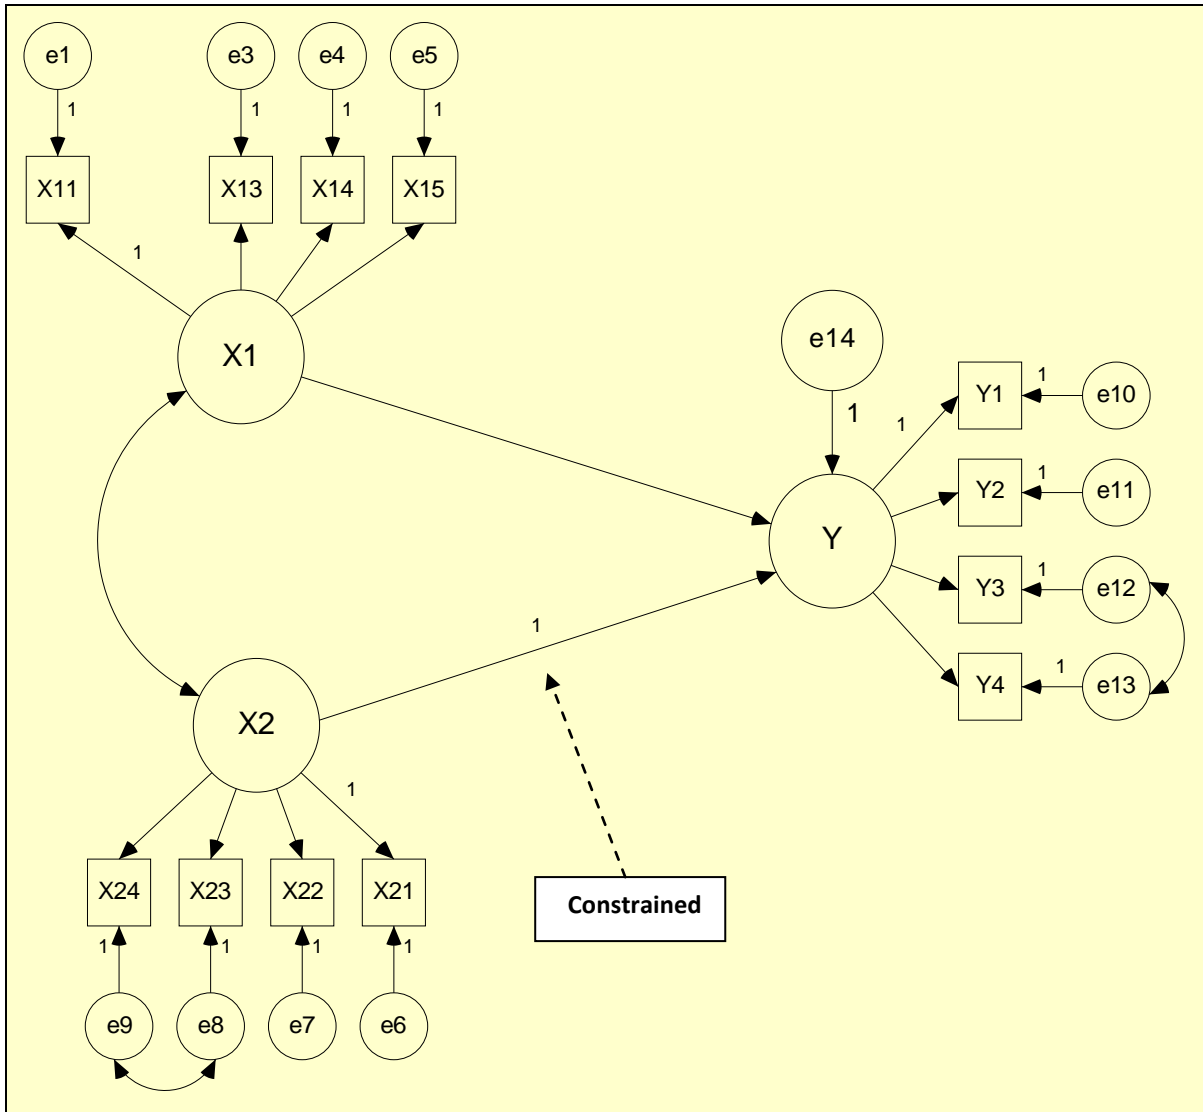 e1 e3 e4 e5
1 1 1 1
X11 X13 X14 X15
1
X1
e14
1
Y1 1 e10
1
Y2 1 e11
Y
Y3 1 e12
Y4 1 e13
1
X2
1
X24 X23 X22 X21
1 1 1 1
e9 e8 e7 e6
Constrained